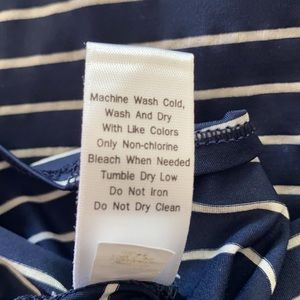 Machine Wash Cold,
Wash And Dry
With Like Colors
Only Non-chlorine
Bleach When Needed
Tumble Dry Low
Do Not Iron
Do Not Dry Clean